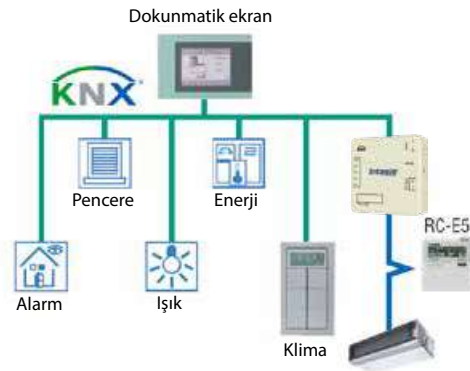 Dokunmatik ekran
KNX
Pencere
Enerji
RC-E5
Alarm
Işık
Klima